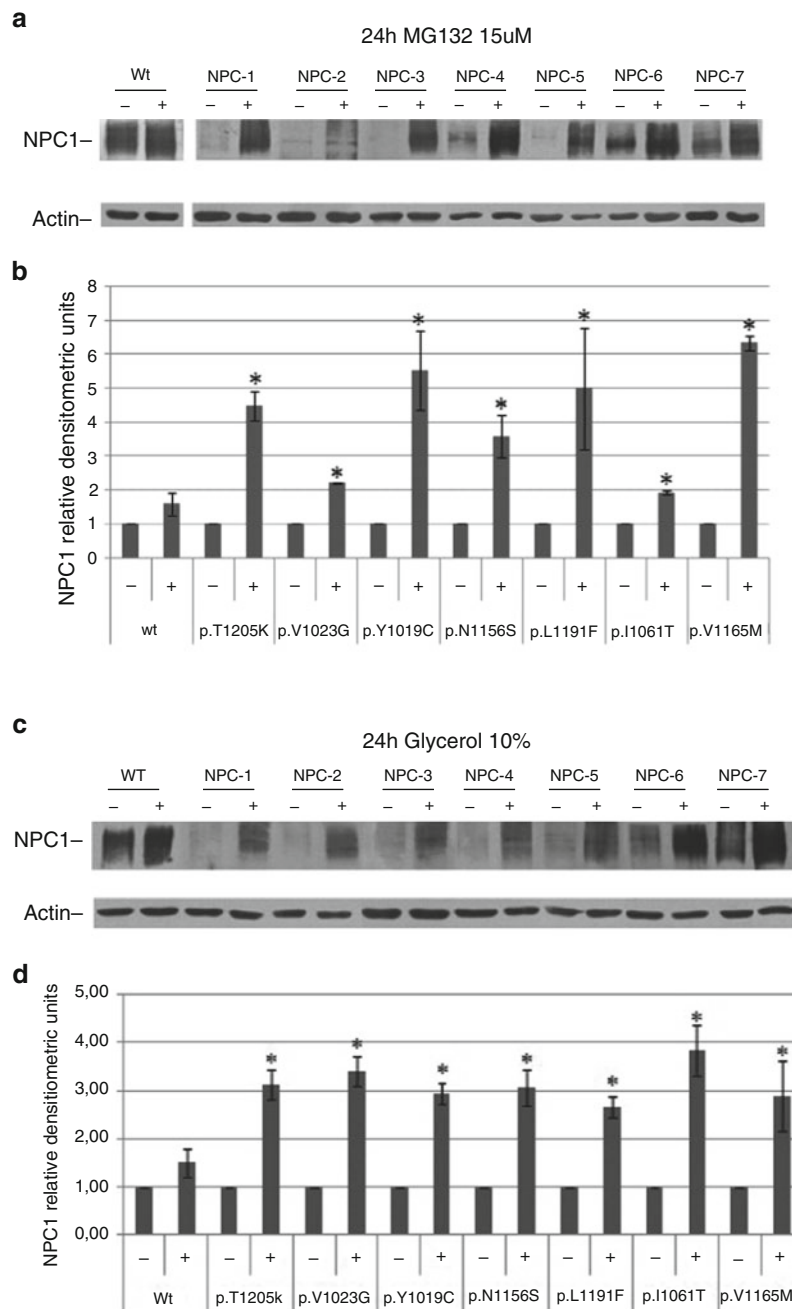 a
24h MG132 15uM
Wt NPC-1 NPC-2 NPC-3 NPC-4 NPC-5 NPC-6 NPC-7
– + – + – + – + – + – + – + – +
NPC1–
Actin–
b
NPC1 relative densitometric units
8
7
6
5
4
3
2
1
0
* * * * * * *
– + – + – + – + – + – + – + – +
wt p.T1205K p.V1023G p.Y1019C p.N1156S p.L1191F p.I1061T p.V1165M
c
24h Glycerol 10%
WT NPC-1 NPC-2 NPC-3 NPC-4 NPC-5 NPC-6 NPC-7
– + – + – + – + – + – + – + – +
NPC1–
Actin–
d
NPC1 relative densitiometric units
5,00
4,00
3,00
2,00
1,00
0,00
* * * * * * *
– + – + – + – + – + – + – + – +
Wt p.T1205k p.V1023G p.Y1019C p.N1156S p.L1191F p.I1061T p.V1165M